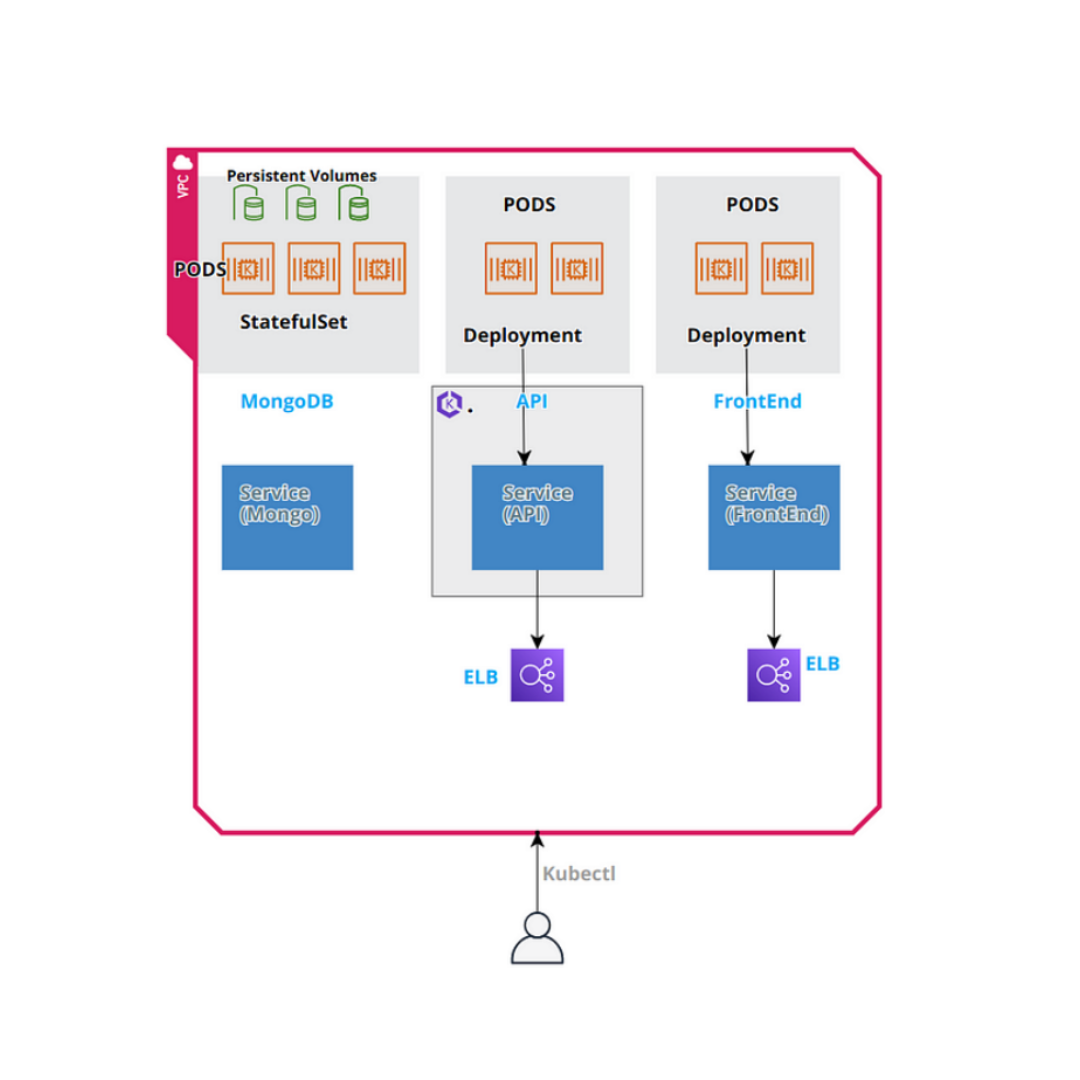 VPC
Persistent Volumes
PODS
StatefulSet
MongoDB
Service
(Mongo)
PODS
Deployment
API
Service
(API)
ELB
PODS
Deployment
FrontEnd
Service
(FrontEnd)
ELB
Kubectl